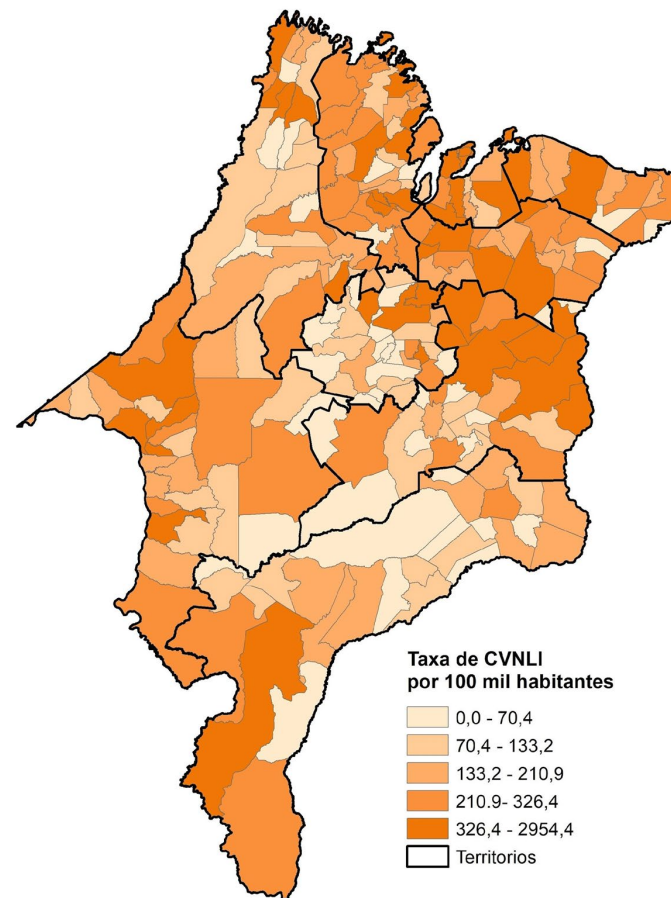 Taxa de CVNLI
por 100 mil habitantes
0,0 - 70,4
70,4 - 133,2
133,2 - 210,9
210.9- 326,4
326,4 - 2954,4
Territorios